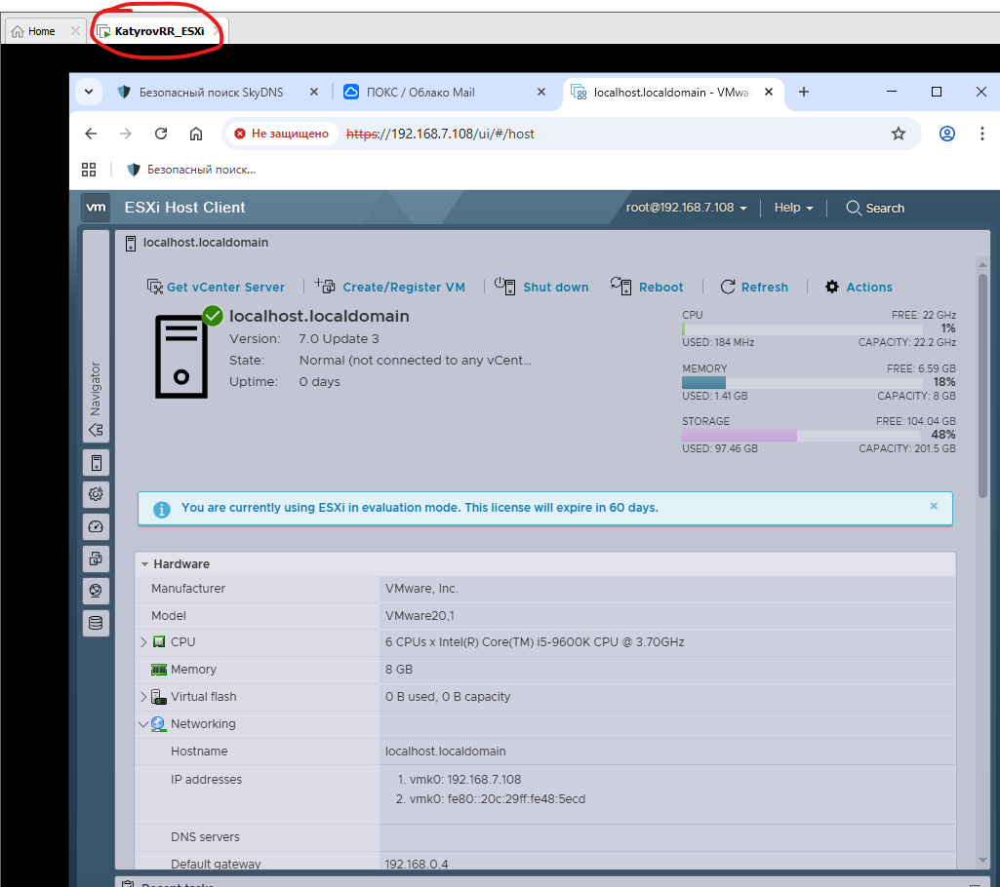 Home
KatyrovRR_ESXi
Безопасный поиск SkyDNS
ПОКС / Облако Mail
localhost.localdomain - VMwa
Не защищено
https://192.168.7.108/ui/#/host
Безопасный поиск...
vm ESXi Host Client
root@192.168.7.108
Help
Search
Navigator
localhost.localdomain
Get vCenter Server
Create/Register VM
Shut down
Reboot
Refresh
Actions
localhost.localdomain
Version: 7.0 Update 3
State: Normal (not connected to any vCent...
Uptime: 0 days
CPU FREE: 22 GHz
1%
USED: 184 MHz CAPACITY: 22.2 GHz
MEMORY FREE: 6.59 GB
18%
USED: 1.41 GB CAPACITY: 8 GB
STORAGE FREE: 104.04 GB
48%
USED: 97.46 GB CAPACITY: 201.5 GB
You are currently using ESXi in evaluation mode. This license will expire in 60 days.
Hardware
Manufacturer VMware, Inc.
Model VMware20,1
CPU 6 CPUs x Intel(R) Core(TM) i5-9600K CPU @ 3.70GHz
Memory 8 GB
Virtual flash 0 B used, 0 B capacity
Networking
Hostname localhost.localdomain
IP addresses 1. vmk0: 192.168.7.108
2. vmk0: fe80::20c:29ff:fe48:5ecd
DNS servers
Default gateway 192.168.0.4
Recent tasks